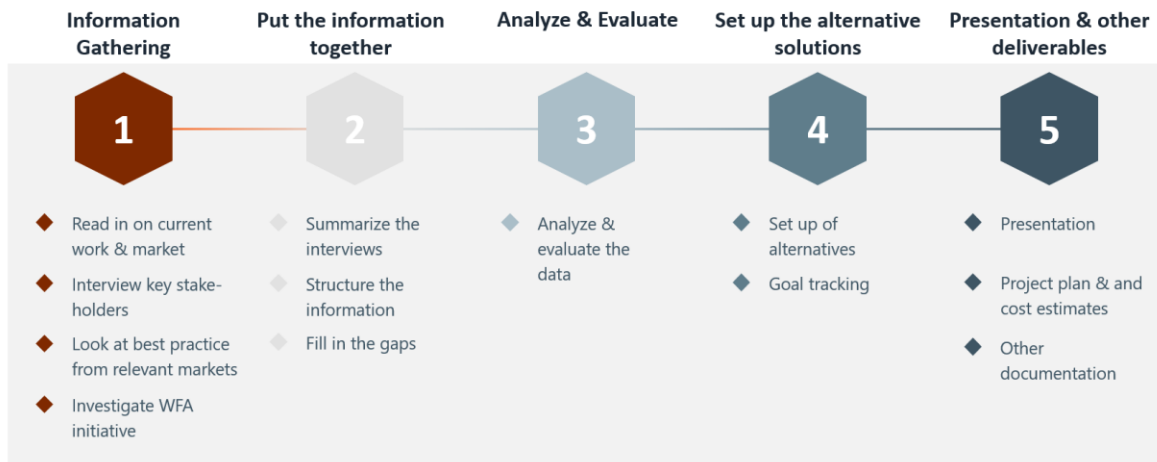 Information
Gathering
Put the information
together
Analyze & Evaluate
Set up the alternative
solutions
Presentation & other
deliverables
1
2
3
4
5
Read in on current
work & market
Interview key stake-
holders
Look at best practice
from relevant markets
Investigate WFA
initiative
Summarize the
interviews
Structure the
information
Fill in the gaps
Analyze &
evaluate the
data
Set up of
alternatives
Goal tracking
Presentation
Project plan & and
cost estimates
Other
documentation